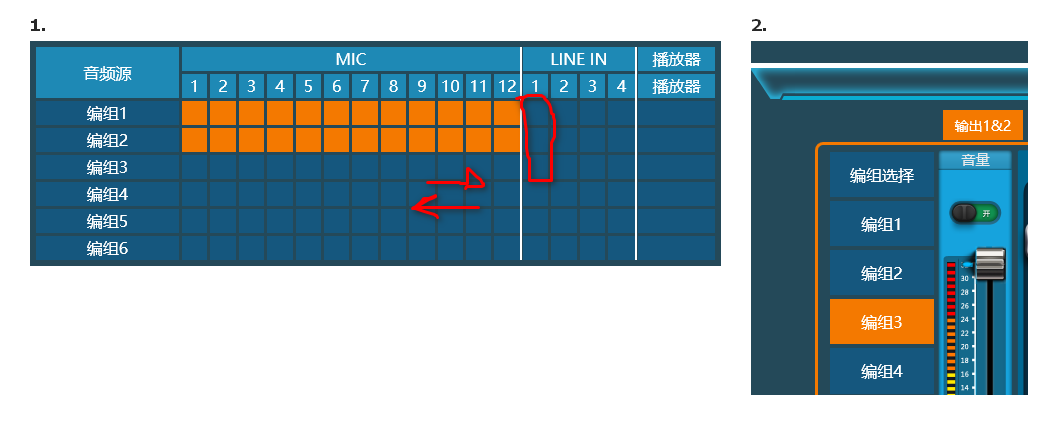 1.
音频源 MIC LINE IN 播放器
1 2 3 4 5 6 7 8 9 10 11 12 1 2 3 4 播放器
编组1
编组2
编组3
编组4
编组5
编组6
2.
输出1&2
编组选择
编组1
编组2
编组3
编组4
音量
开
30
28
26
24
22
20
18
16
14